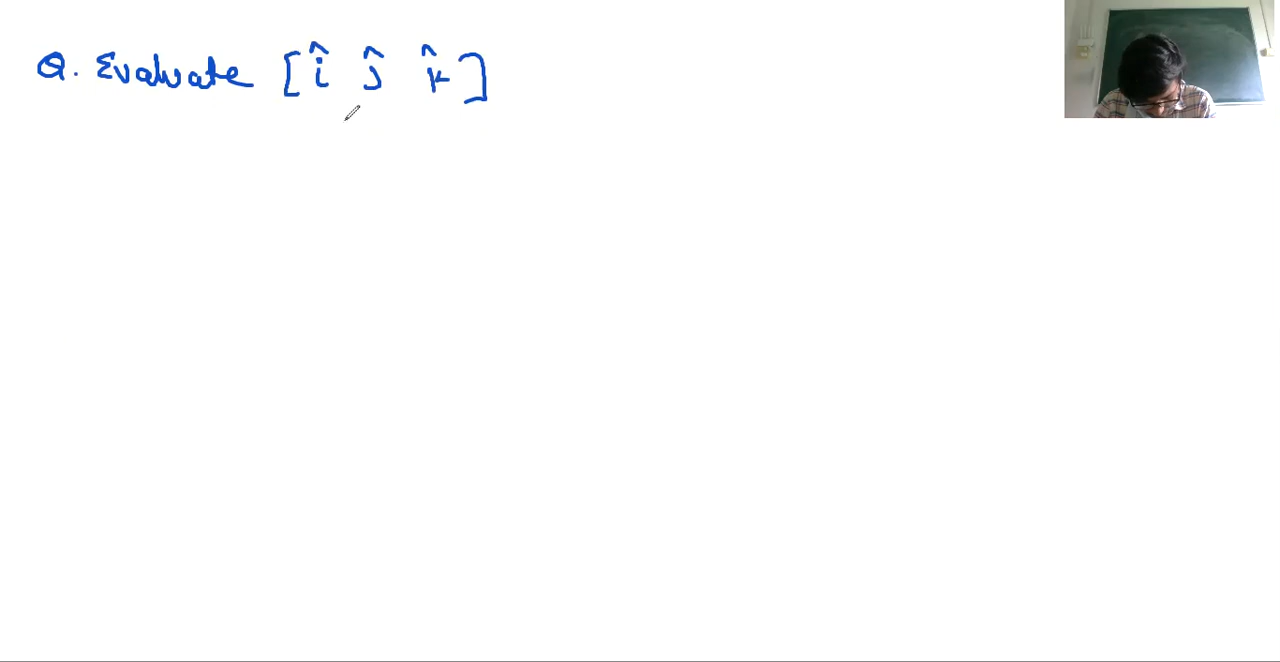 Q. Evaluate [î ĵ k̂]